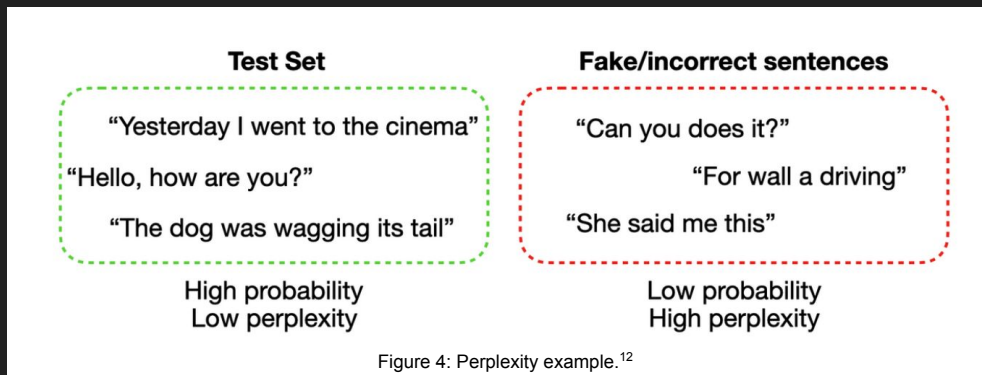 Test Set
“Yesterday I went to the cinema”
“Hello, how are you?”
“The dog was wagging its tail”
High probability
Low perplexity
Fake/incorrect sentences
“Can you does it?”
“For wall a driving”
“She said me this”
Low probability
High perplexity
Figure 4: Perplexity example.¹²